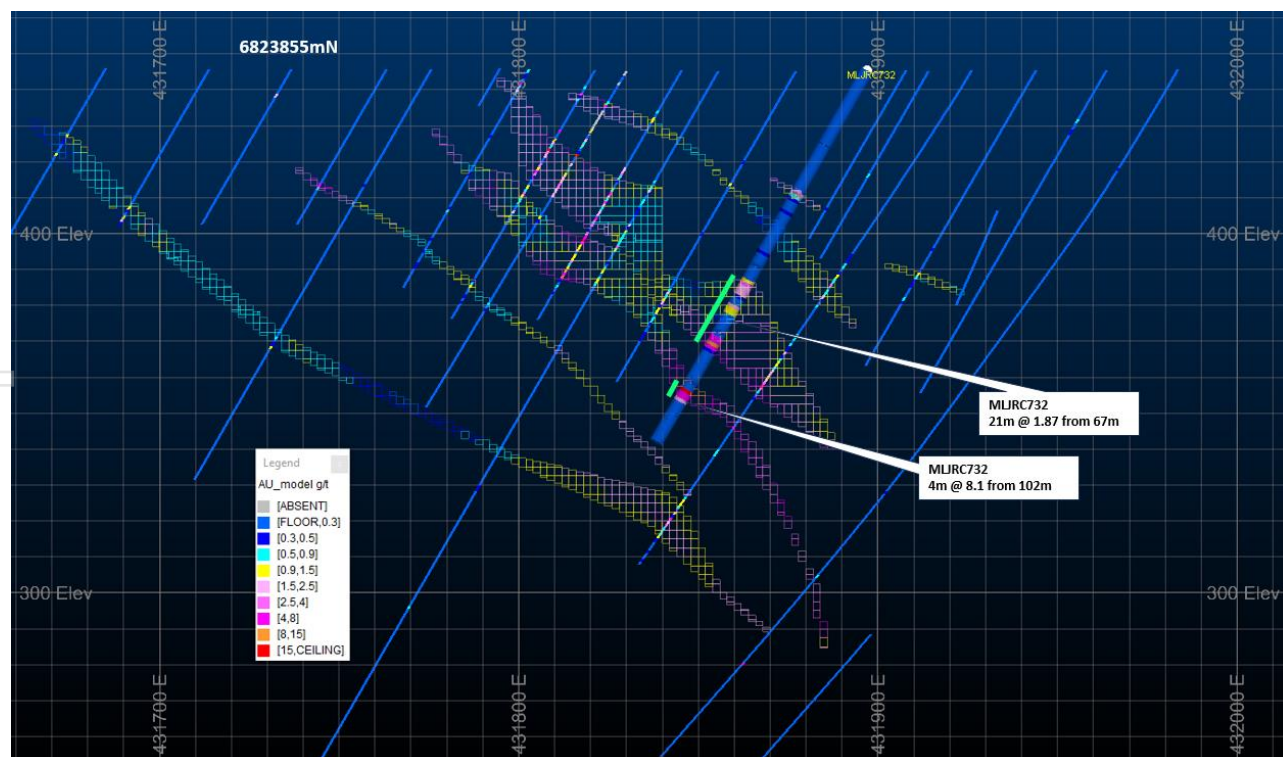 6823855mN
431700 E
431800 E
431900 E
432000 E
MLJRC732
400 Elev
400 Elev
MLJRC732
21m @ 1.87 from 67m
MLJRC732
4m @ 8.1 from 102m
Legend
AU_model g/t
[ABSENT]
[FLOOR,0.3]
[0.3,0.5]
[0.5,0.9]
[0.9,1.5]
[1.5,2.5]
[2.5,4]
[4,8]
[8,15]
[15,CEILING]
300 Elev
300 Elev
431700 E
431800 E
431900 E
432000 E